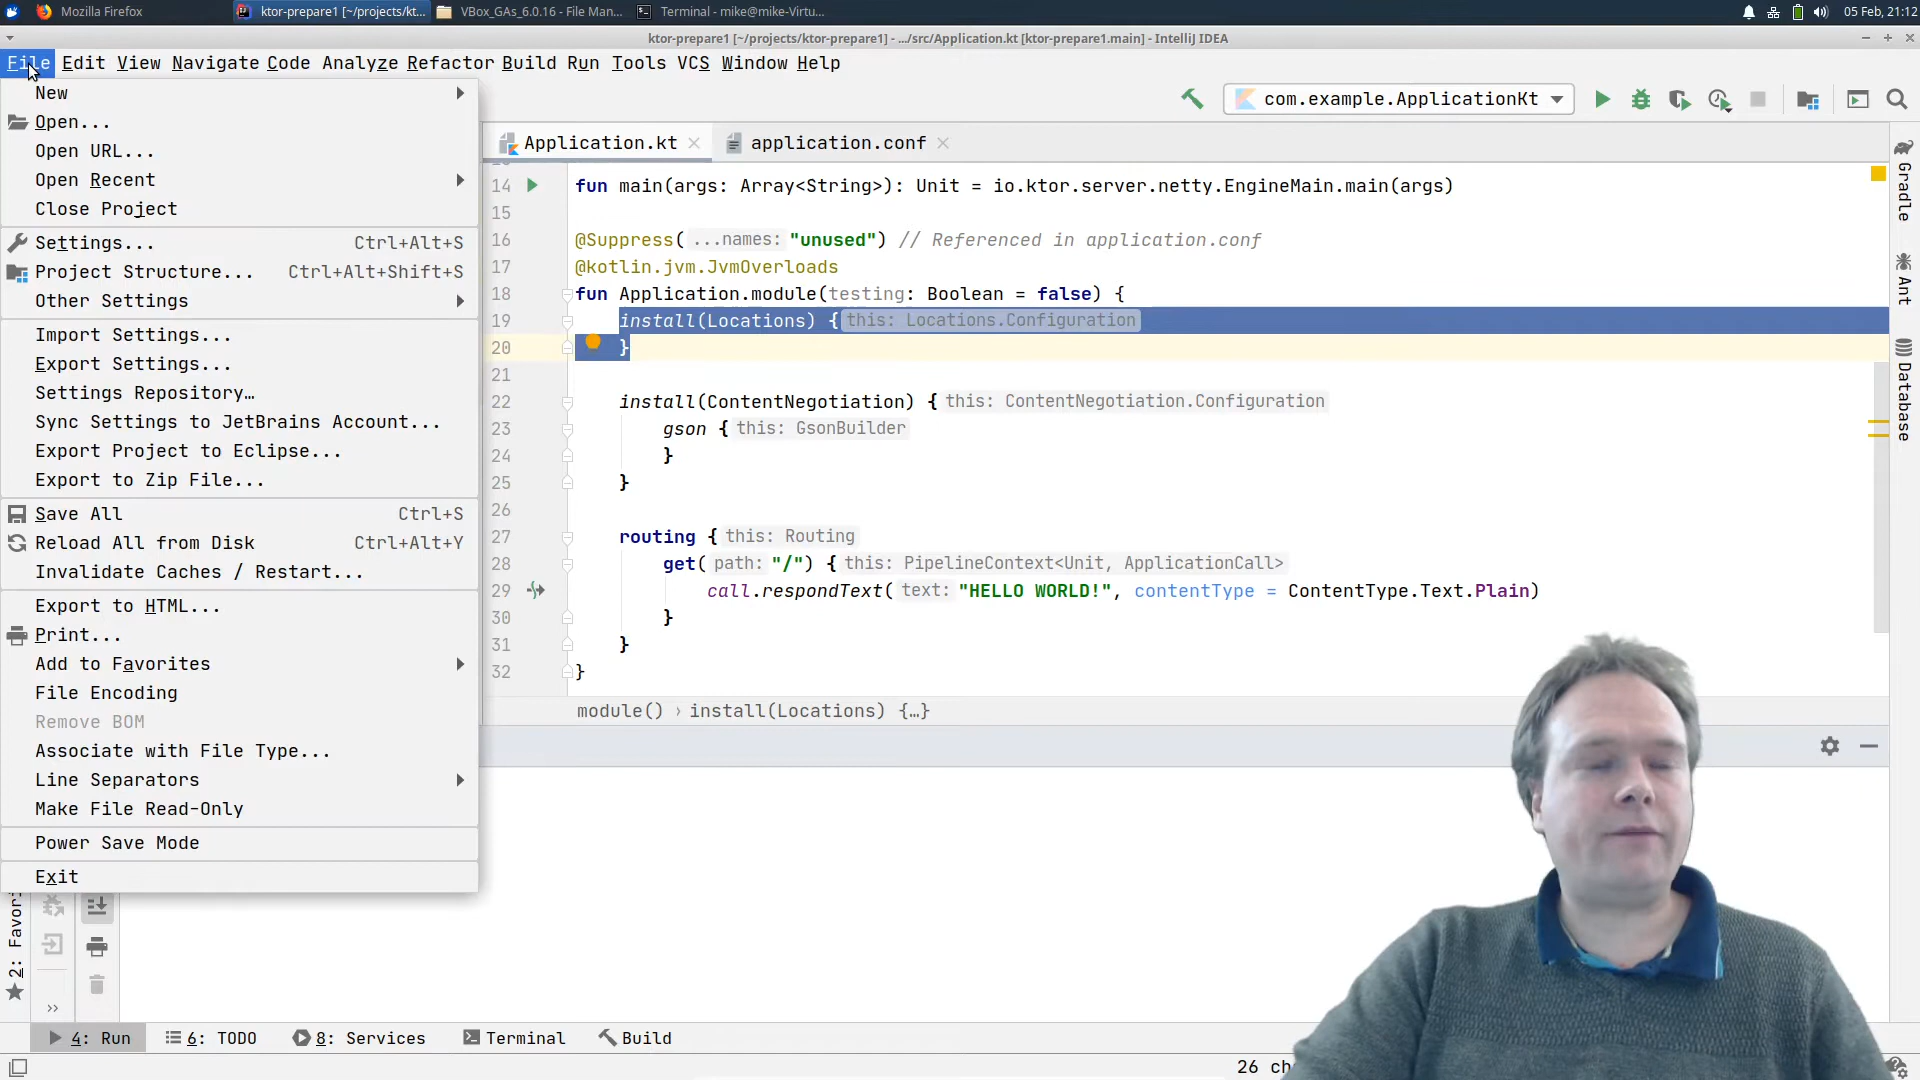 Mozilla Firefox
ktor-prepare1 [~/projects/kt...
VBox_GAs_6.0.16 - File Man...
Terminal - mike@mike-Virtu...
05 Feb, 21:12
ktor-prepare1 [~/projects/ktor-prepare1] - .../src/Application.kt [ktor-prepare1.main] - IntelliJ IDEA
File Edit View Navigate Code Analyze Refactor Build Run Tools VCS Window Help
com.example.ApplicationKt
New
Open...
Open URL...
Open Recent
Close Project
Settings... Ctrl+Alt+S
Project Structure... Ctrl+Alt+Shift+S
Other Settings
Import Settings...
Export Settings...
Settings Repository…
Sync Settings to JetBrains Account...
Export Project to Eclipse...
Export to Zip File...
Save All Ctrl+S
Reload All from Disk Ctrl+Alt+Y
Invalidate Caches / Restart...
Export to HTML...
Print...
Add to Favorites
File Encoding
Remove BOM
Associate with File Type...
Line Separators
Make File Read-Only
Power Save Mode
Exit
Application.kt
application.conf
14 fun main(args: Array<String>): Unit = io.ktor.server.netty.EngineMain.main(args)
15
16 @Suppress( ...names: "unused") // Referenced in application.conf
17 @kotlin.jvm.JvmOverloads
18 fun Application.module(testing: Boolean = false) {
19 install(Locations) { this: Locations.Configuration
20 }
21
22 install(ContentNegotiation) { this: ContentNegotiation.Configuration
23 gson { this: GsonBuilder
24 }
25 }
26
27 routing { this: Routing
28 get( path: "/") { this: PipelineContext<Unit, ApplicationCall>
29 call.respondText( text: "HELLO WORLD!", contentType = ContentType.Text.Plain)
30 }
31 }
32 }
module() › install(Locations) {…}
Gradle
Ant
Database
2: Favori
»
4: Run
6: TODO
8: Services
Terminal
Build
26 ch